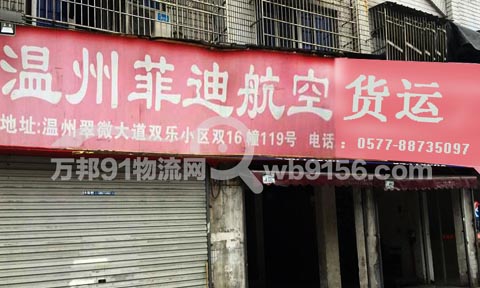 温州菲迪航空货运
地址:温州翠微大道双乐小区双16幢119号 电话：0577-88735097
万邦91物流网 wb9156.com